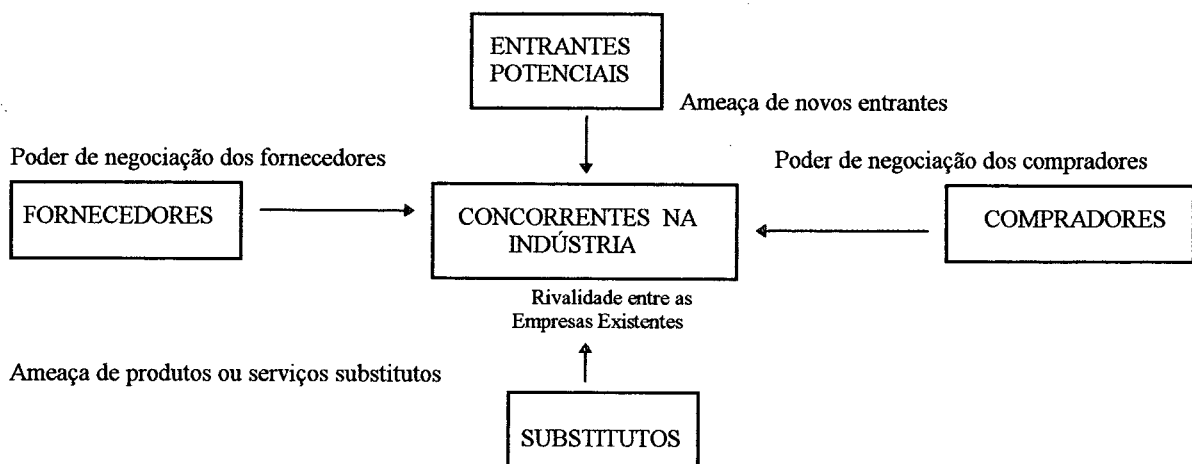 ENTRANTES
POTENCIAIS
Ameaça de novos entrantes
Poder de negociação dos fornecedores
Poder de negociação dos compradores
FORNECEDORES
CONCORRENTES NA
INDÚSTRIA
COMPRADORES
Rivalidade entre as
Empresas Existentes
Ameaça de produtos ou serviços substitutos
SUBSTITUTOS